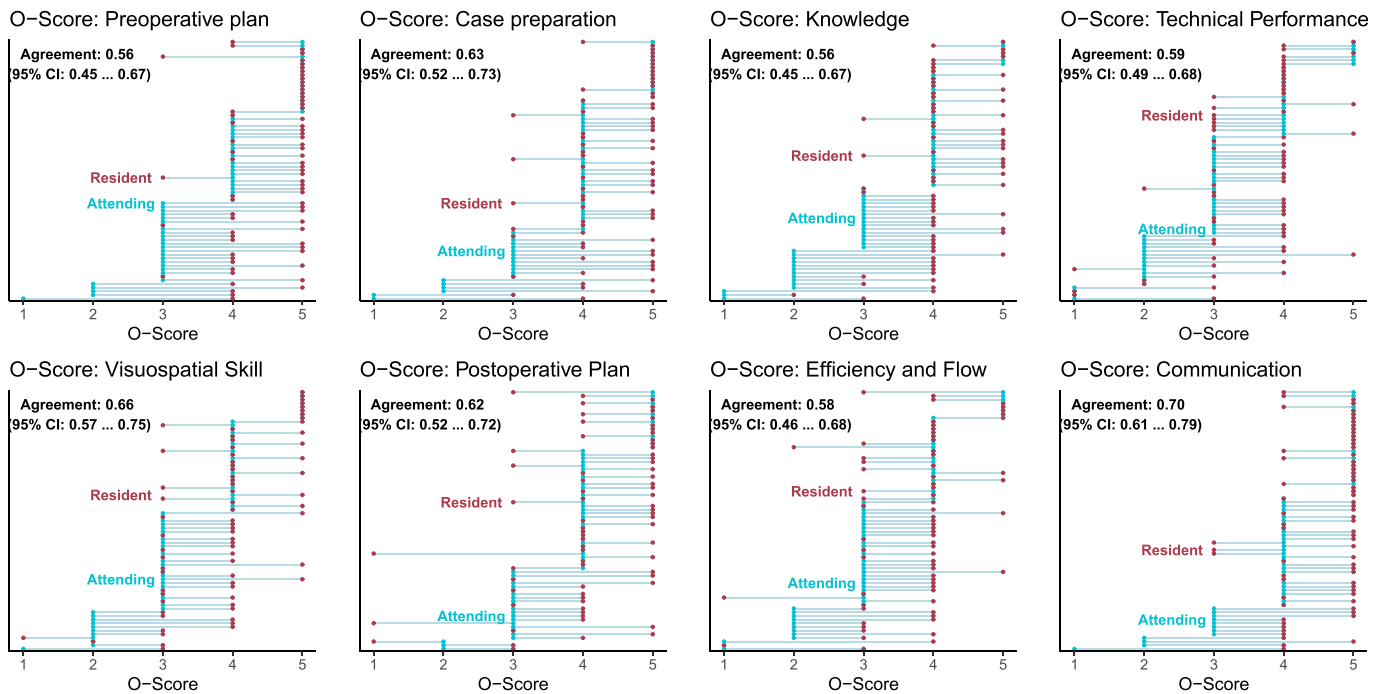 O−Score: Preoperative plan
Agreement: 0.56
(95% CI: 0.45 ... 0.67)
Resident
Attending
1 2 3 4 5
O−Score
O−Score: Case preparation
Agreement: 0.63
(95% CI: 0.52 ... 0.73)
Resident
Attending
1 2 3 4 5
O−Score
O−Score: Knowledge
Agreement: 0.56
(95% CI: 0.45 ... 0.67)
Resident
Attending
1 2 3 4 5
O−Score
O−Score: Technical Performance
Agreement: 0.59
(95% CI: 0.49 ... 0.68)
Resident
Attending
1 2 3 4 5
O−Score
O−Score: Visuospatial Skill
Agreement: 0.66
(95% CI: 0.57 ... 0.75)
Resident
Attending
1 2 3 4 5
O−Score
O−Score: Postoperative Plan
Agreement: 0.62
(95% CI: 0.52 ... 0.72)
Resident
Attending
1 2 3 4 5
O−Score
O−Score: Efficiency and Flow
Agreement: 0.58
(95% CI: 0.46 ... 0.68)
Resident
Attending
1 2 3 4 5
O−Score
O−Score: Communication
Agreement: 0.70
(95% CI: 0.61 ... 0.79)
Resident
Attending
1 2 3 4 5
O−Score